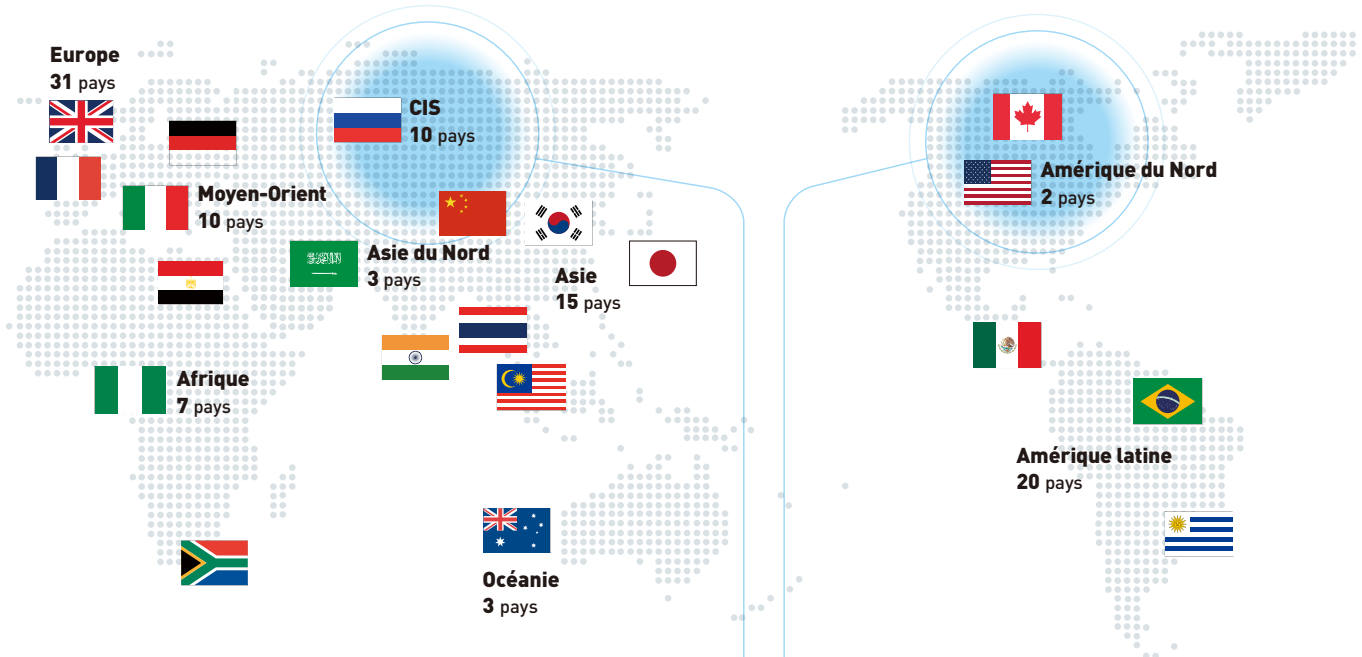 Europe
31 pays
CIS
10 pays
Moyen-Orient
10 pays
Asie du Nord
3 pays
Asie
15 pays
Afrique
7 pays
Océanie
3 pays
Amérique du Nord
2 pays
Amérique latine
20 pays